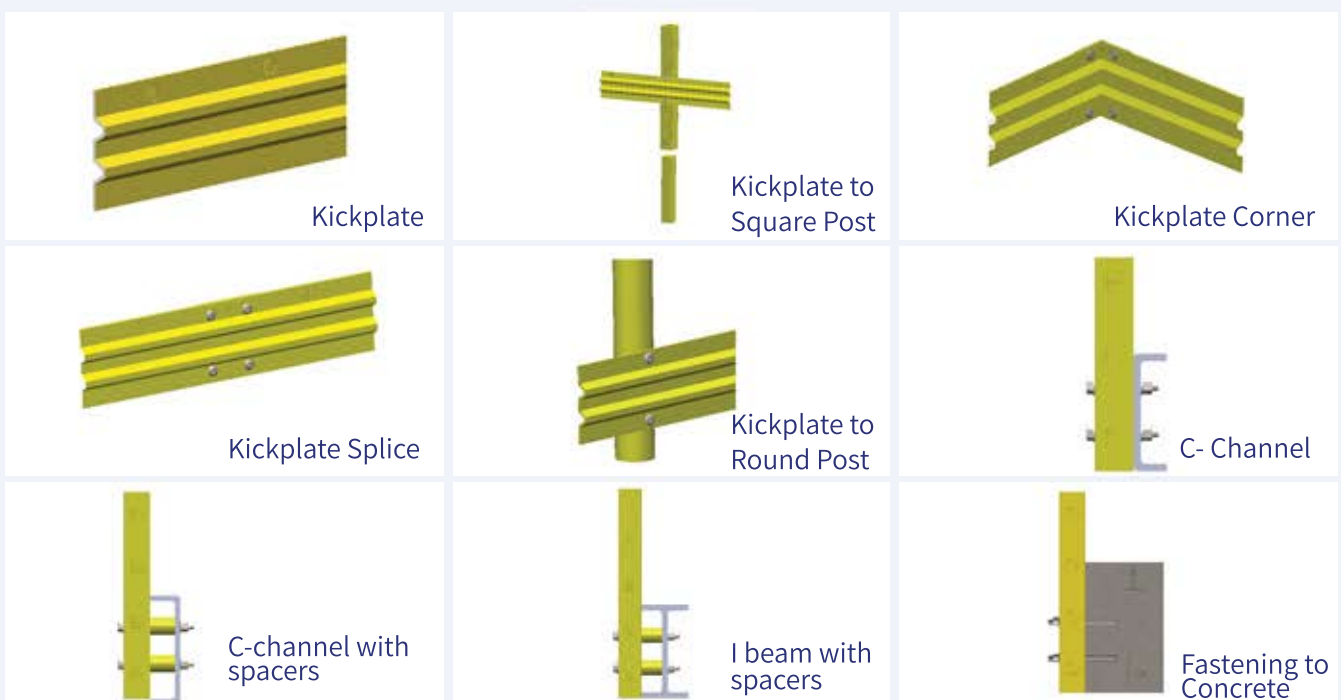 Kickplate
Kickplate to
Square Post
Kickplate Corner
Kickplate Splice
Kickplate to
Round Post
C- Channel
C-channel with
spacers
I beam with
spacers
Fastening to
Concrete